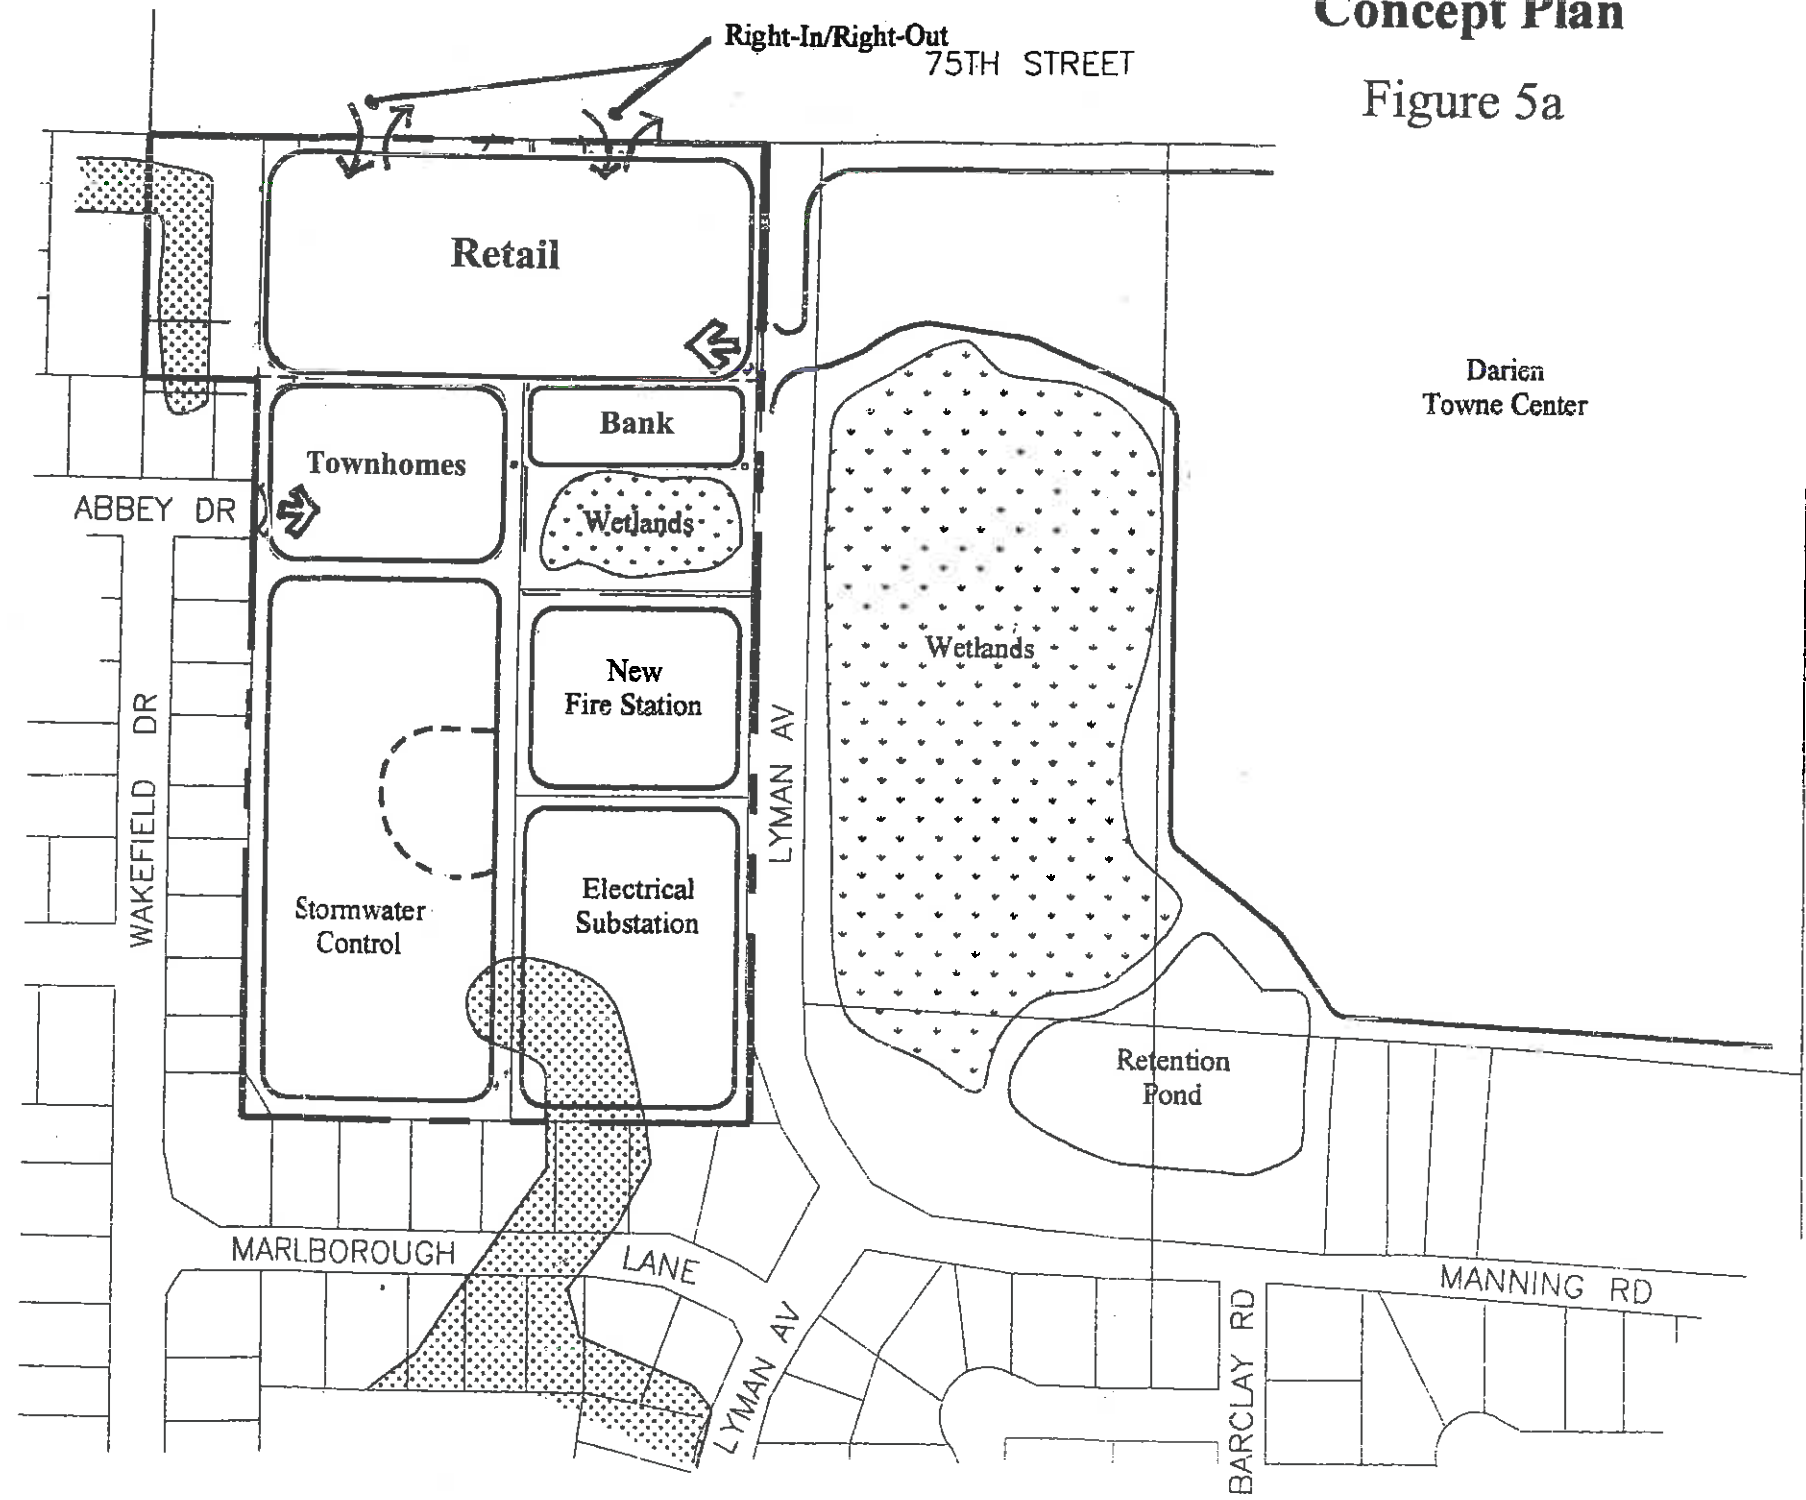 Concept Plan
Figure 5a
Right-In/Right-Out
75TH STREET
Retail
Darien
Towne Center
Bank
Townhomes
ABBEY DR
Wetlands
Wetlands
New
Fire Station
WAKEFIELD DR
LYMAN AV
Electrical
Substation
Stormwater
Control
Retention
Pond
MARLBOROUGH LANE
MANNING RD
LYMAN AV
BARCLAY RD